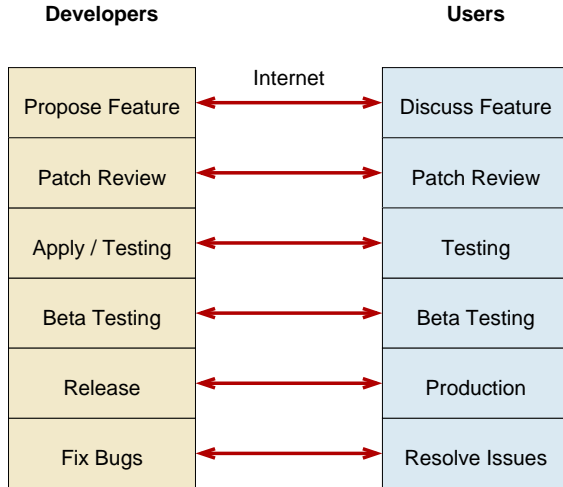 Developers Users
Internet
Propose Feature Discuss Feature
Patch Review Patch Review
Apply / Testing Testing
Beta Testing Beta Testing
Release Production
Fix Bugs Resolve Issues